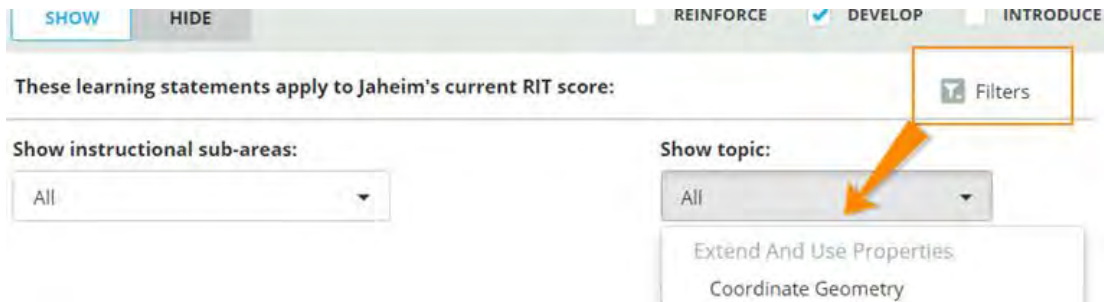 SHOW HIDE REINFORCE DEVELOP INTRODUCE
These learning statements apply to Jaheim's current RIT score: Filters
Show instructional sub-areas: Show topic:
All All
Extend And Use Properties
Coordinate Geometry